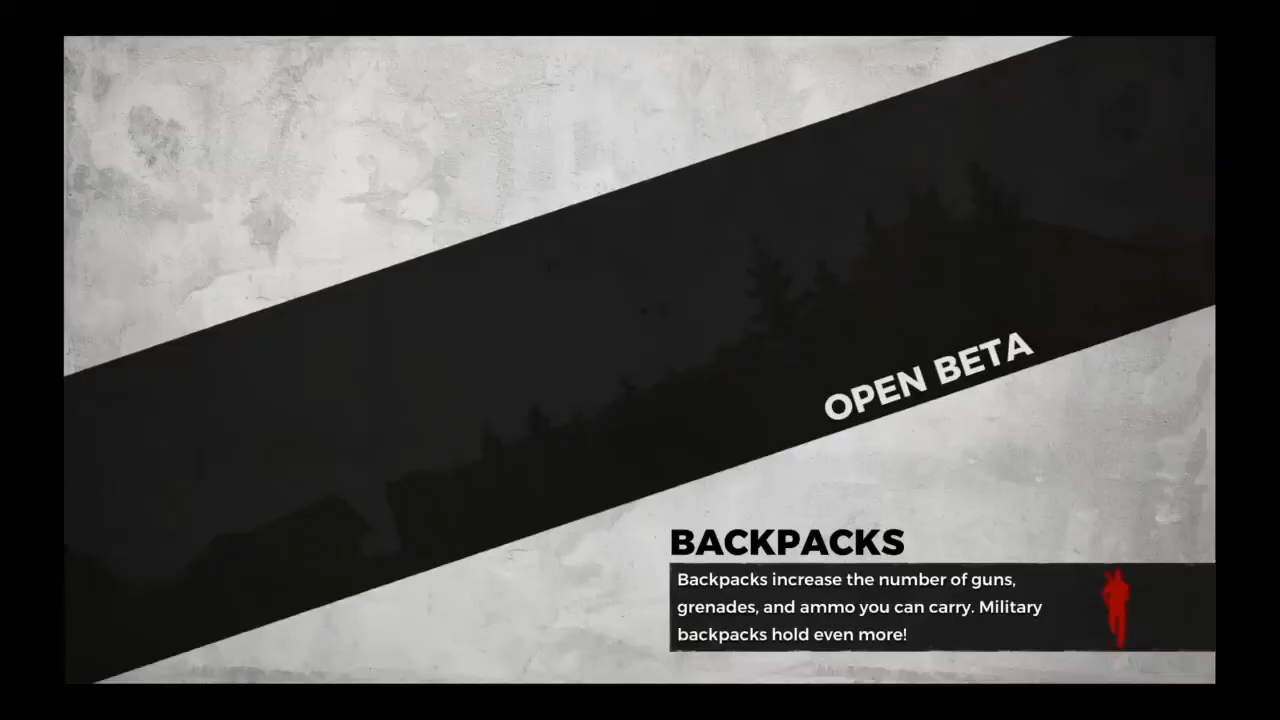 OPEN BETA
BACKPACKS
Backpacks increase the number of guns,
grenades, and ammo you can carry. Military
backpacks hold even more!